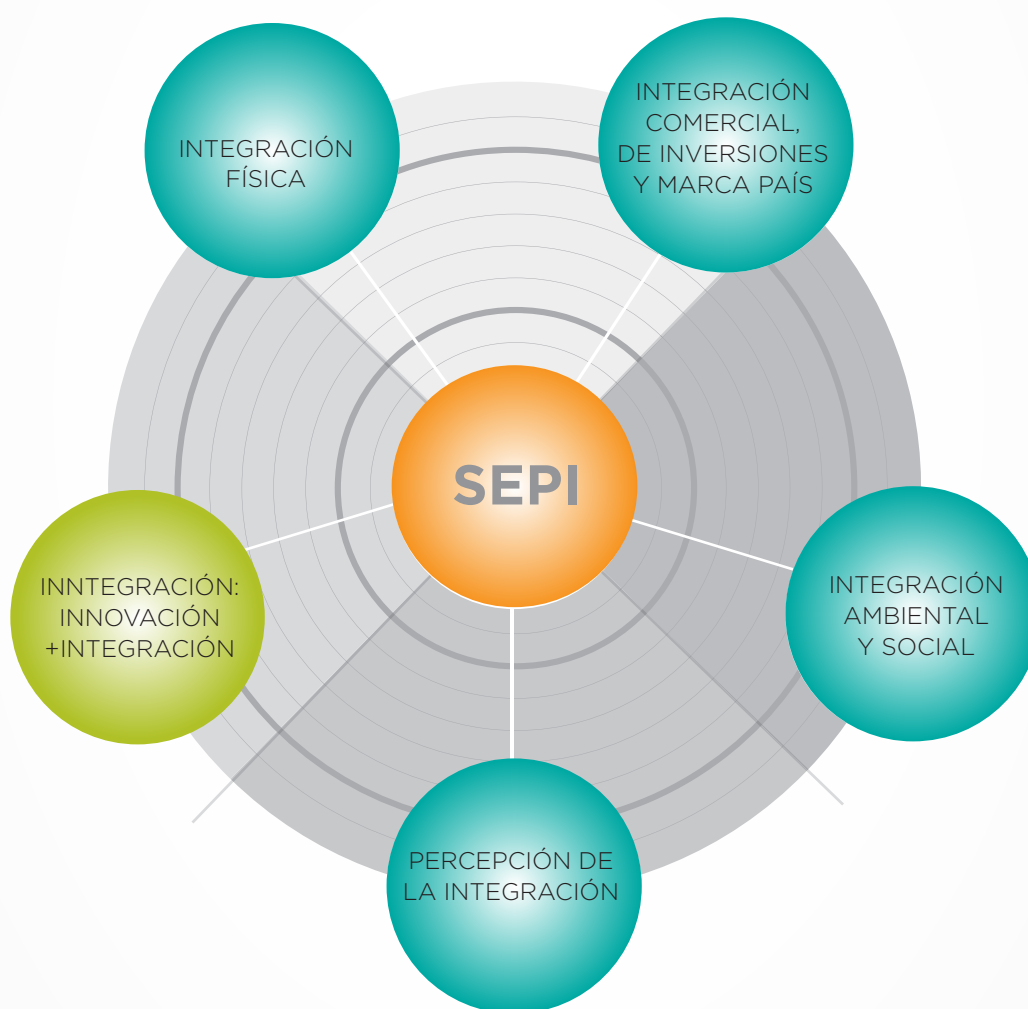 INTEGRACIÓN
FÍSICA
INTEGRACIÓN
COMERCIAL,
DE INVERSIONES
Y MARCA PAÍS
SEPI
INNTEGRACIÓN:
INNOVACIÓN
+INTEGRACIÓN
INTEGRACIÓN
AMBIENTAL
Y SOCIAL
PERCEPCIÓN DE
LA INTEGRACIÓN